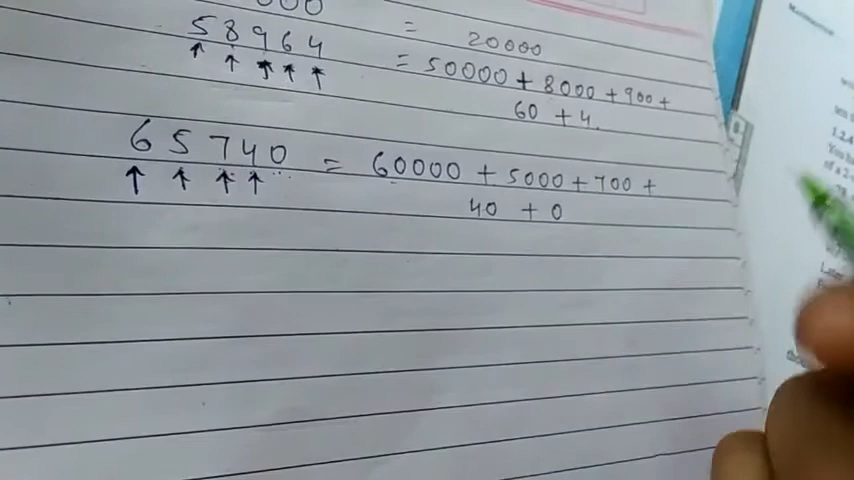 = 20000
58964 = 50000 + 8000 + 900 +
60 + 4.
65740 = 60000 + 5000 + 700 +
40 + 0